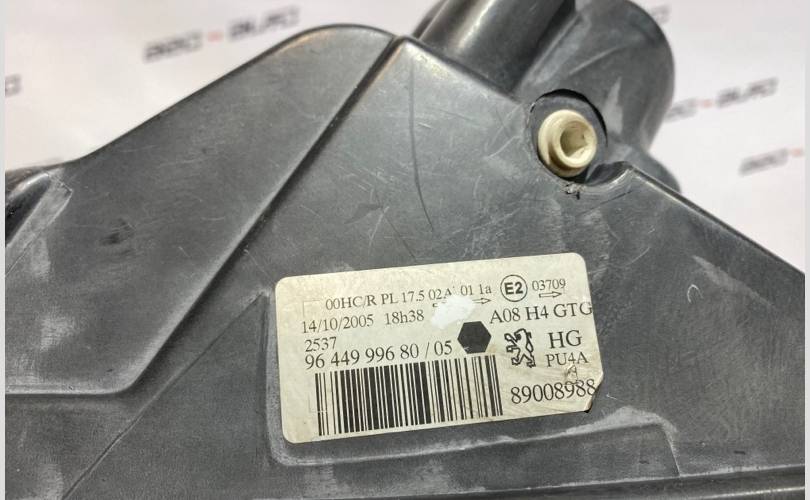 00HC/R PL 17.5 02A 01 1a E2 03709
14/10/2005 18h38 A08 H4 GTG
2537 HG
96 449 996 80 / 05 PU4A
89008988